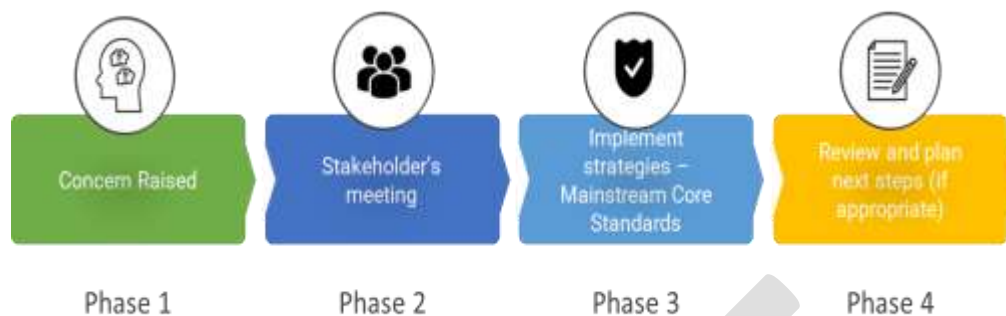 Concern Raised
Stakeholder's
meeting
Implement
strategies –
Mainstream Core
Standards
Review and plan
next steps (if
appropriate)
Phase 1
Phase 2
Phase 3
Phase 4